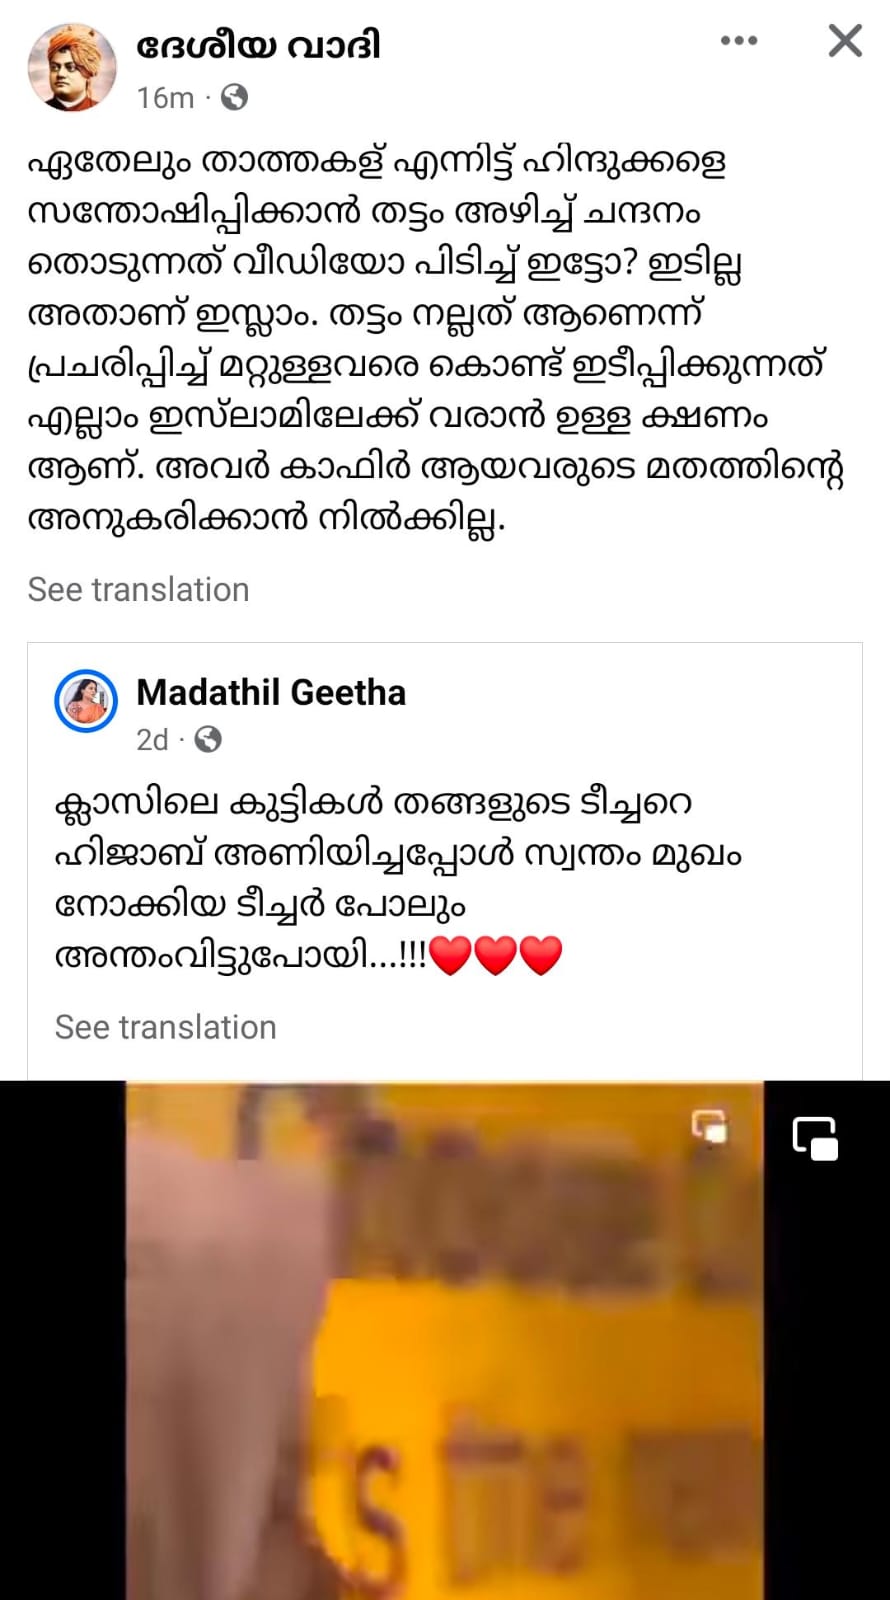 ദേശീയ വാദി
16m ·
ഏതേലും താത്തകള് എന്നിട്ട് ഹിന്ദുക്കളെ
സന്തോഷിപ്പിക്കാൻ തട്ടം അഴിച്ച് ചന്ദനം
തൊടുന്നത് വീഡിയോ പിടിച്ച് ഇട്ടോ? ഇടില്ല
അതാണ് ഇസ്ലാം. തട്ടം നല്ലത് ആണെന്ന്
പ്രചരിപ്പിച്ച് മറ്റുള്ളവരെ കൊണ്ട് ഇടീപ്പിക്കുന്നത്
എല്ലാം ഇസ്‌ലാമിലേക്ക് വരാൻ ഉള്ള ക്ഷണം
ആണ്. അവർ കാഫിർ ആയവരുടെ മതത്തിന്റെ
അനുകരിക്കാൻ നിൽക്കില്ല.
See translation
Madathil Geetha
2d ·
ക്ലാസിലെ കുട്ടികൾ തങ്ങളുടെ ടീച്ചറെ
ഹിജാബ് അണിയിച്ചപ്പോൾ സ്വന്തം മുഖം
നോക്കിയ ടീച്ചർ പോലും
അന്തംവിട്ടുപോയി...!!!❤️❤️❤️
See translation